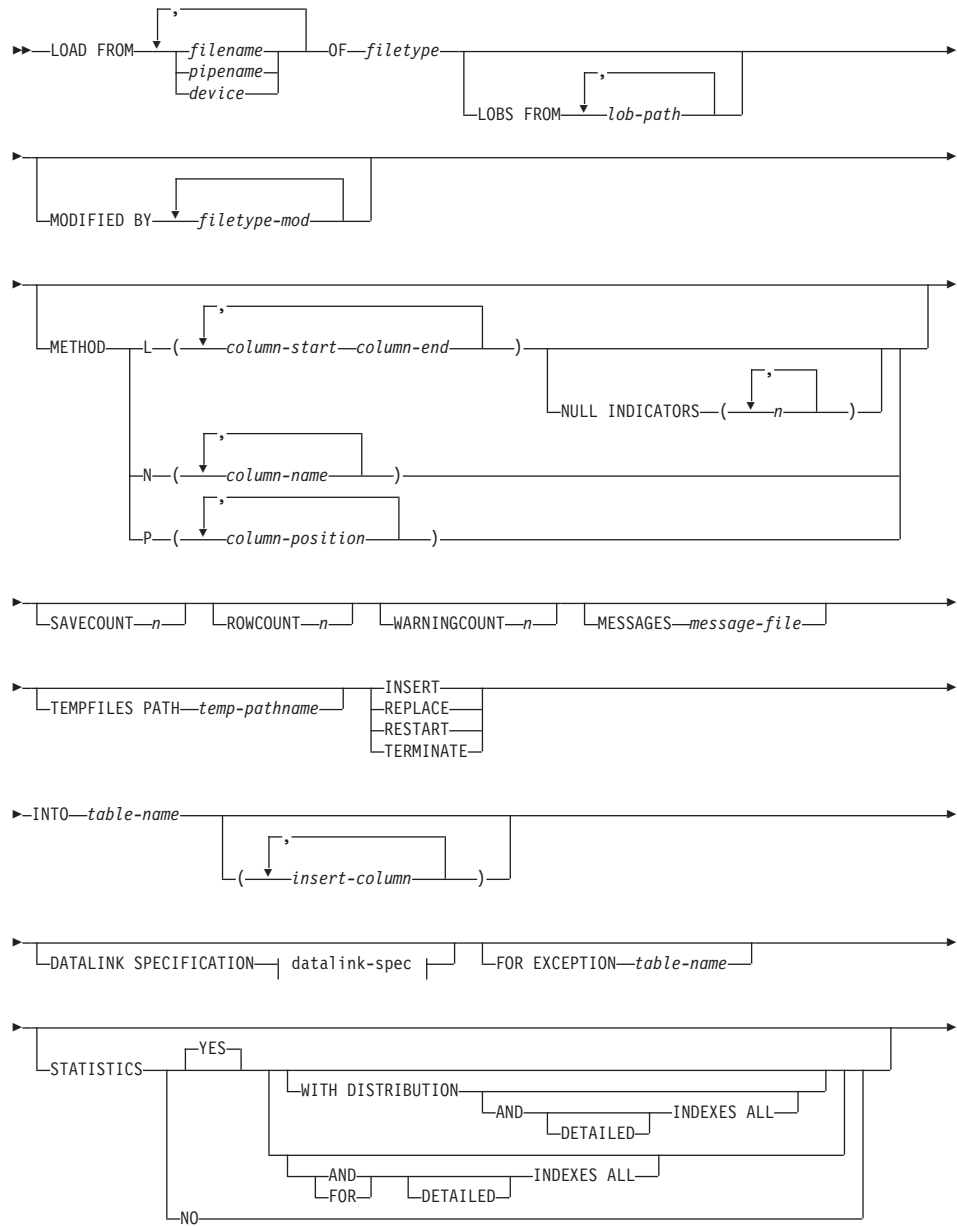 ,
LOAD FROM filename OF filetype
pipename
device
,
LOBS FROM lob-path
MODIFIED BY filetype-mod
,
METHOD L ( column-start column-end )
,
NULL INDICATORS ( n )
,
N ( column-name )
,
P ( column-position )
SAVECOUNT n ROWCOUNT n WARNINGCOUNT n MESSAGES message-file
TEMPFILES PATH temp-pathname INSERT
REPLACE
RESTART
TERMINATE
INTO table-name
,
( insert-column )
DATALINK SPECIFICATION datalink-spec FOR EXCEPTION table-name
YES
STATISTICS
WITH DISTRIBUTION
AND INDEXES ALL
DETAILED
AND INDEXES ALL
FOR DETAILED
NO